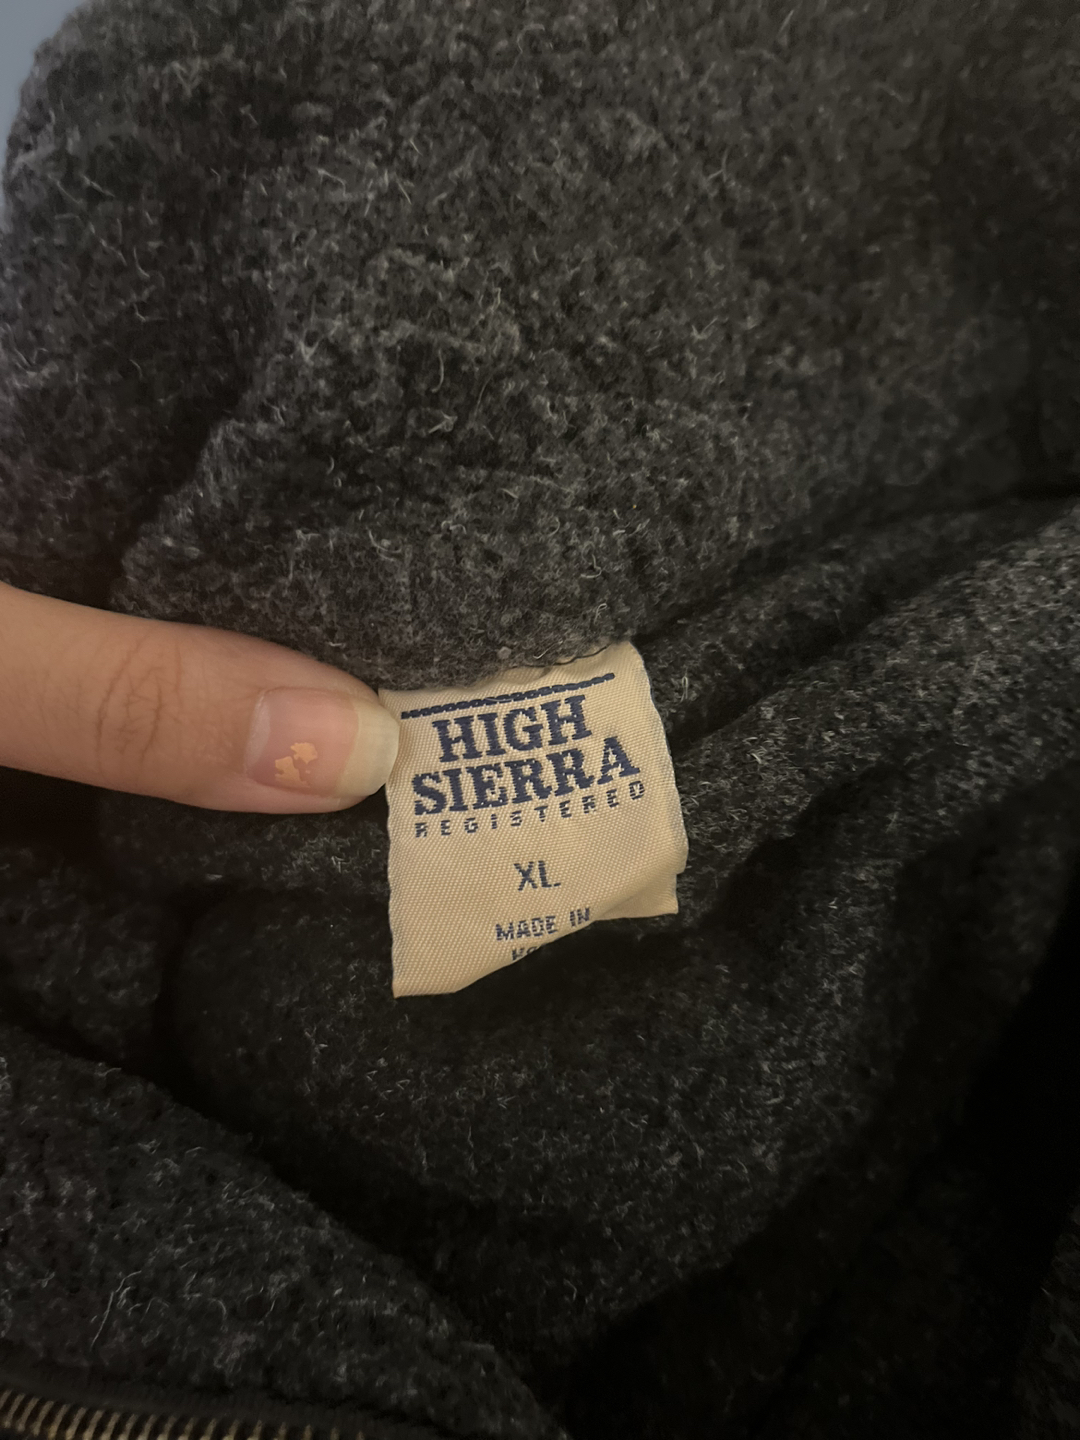 HIGH
SIERRA
REGISTERED
XL
MADE IN